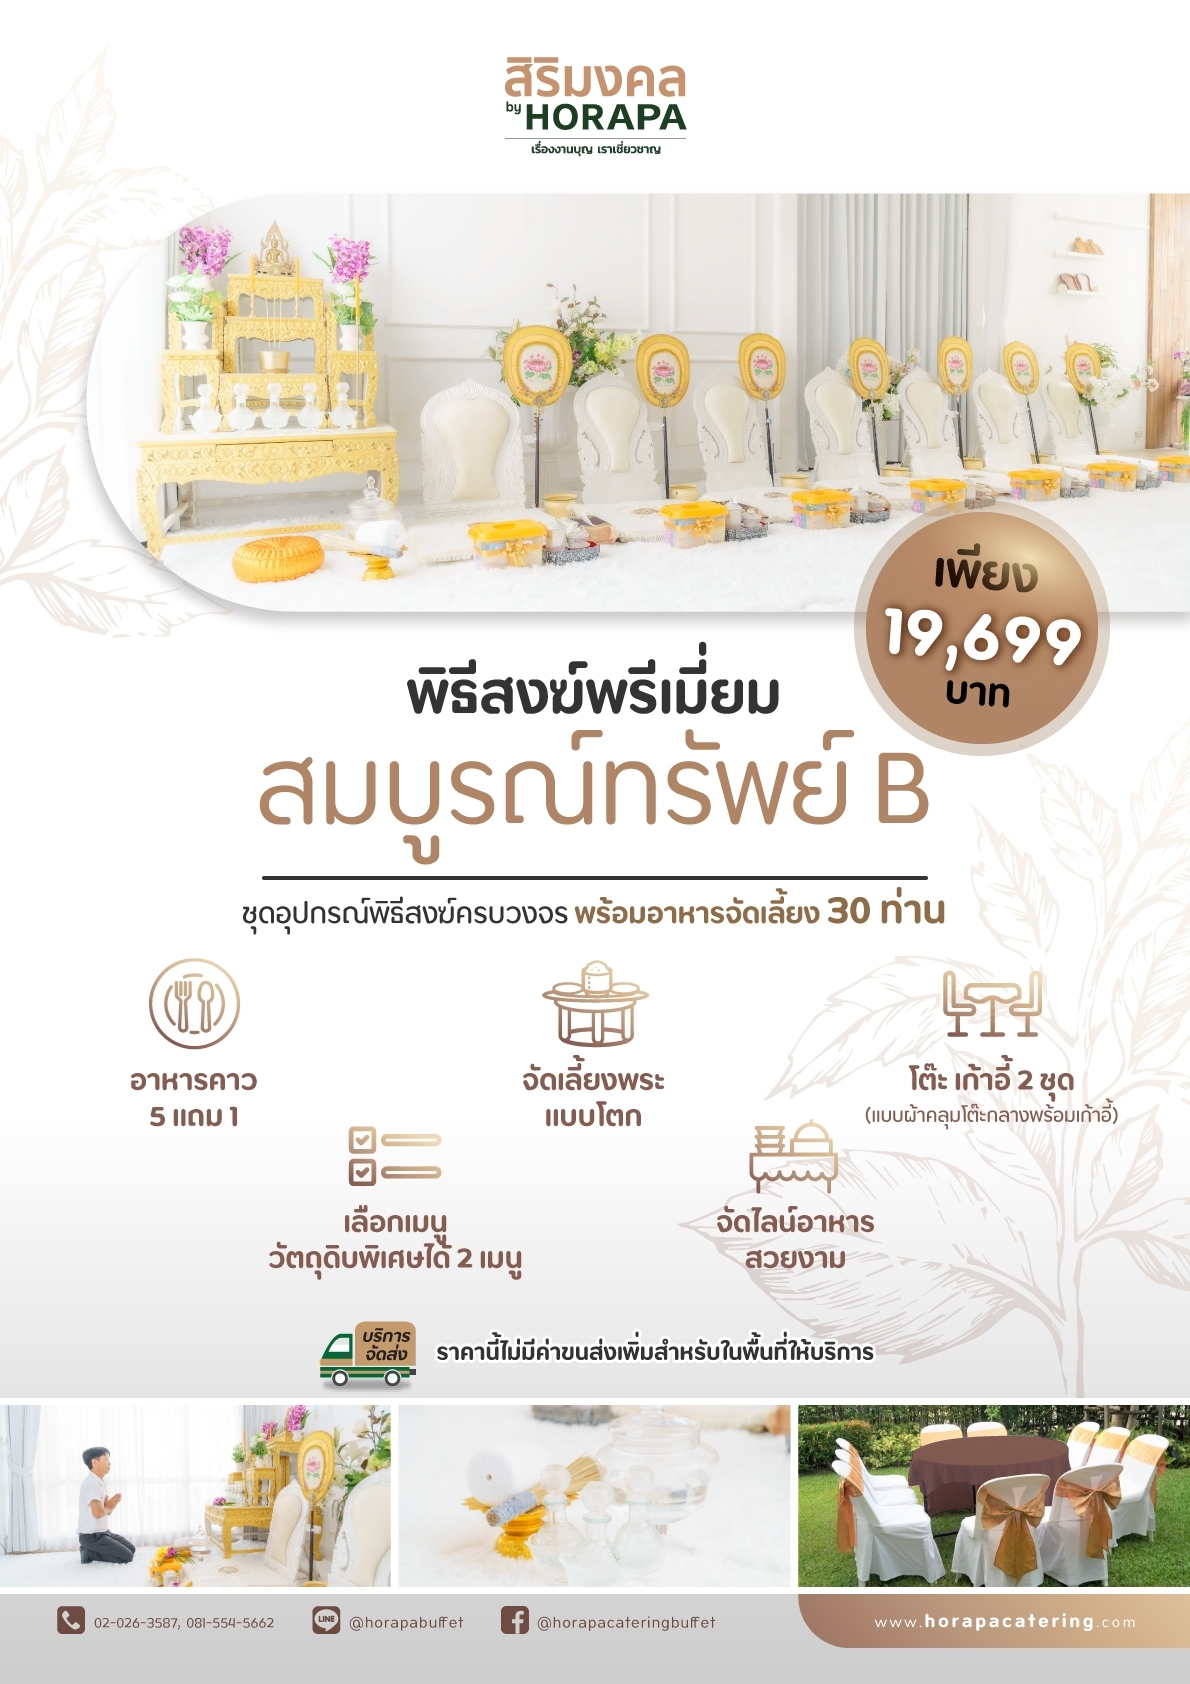 สิริมงคล
by HORAPA
เรื่องงานบุญ เราเชี่ยวชาญ
เพียง
19,699
บาท
พิธีสงฆ์พรีเมี่ยม
สมบูรณ์ทรัพย์ B
ชุดอุปกรณ์พิธีสงฆ์ครบวงจร พร้อมอาหารจัดเลี้ยง 30 ท่าน
อาหารคาว
5 แถม 1
จัดเลี้ยงพระ
แบบโตก
โต๊ะ เก้าอี้ 2 ชุด
(แบบผ้าคลุมโต๊ะกลางพร้อมเก้าอี้)
เลือกเมนู
วัตถุดิบพิเศษได้ 2 เมนู
จัดไลน์อาหาร
สวยงาม
บริการ
จัดส่ง
ราคานี้ไม่มีค่าขนส่งเพิ่มสำหรับในพื้นที่ให้บริการ
02-026-3587, 081-554-5662
LINE @horapabuffet
@horapacateringbuffet
www.horapacatering.com